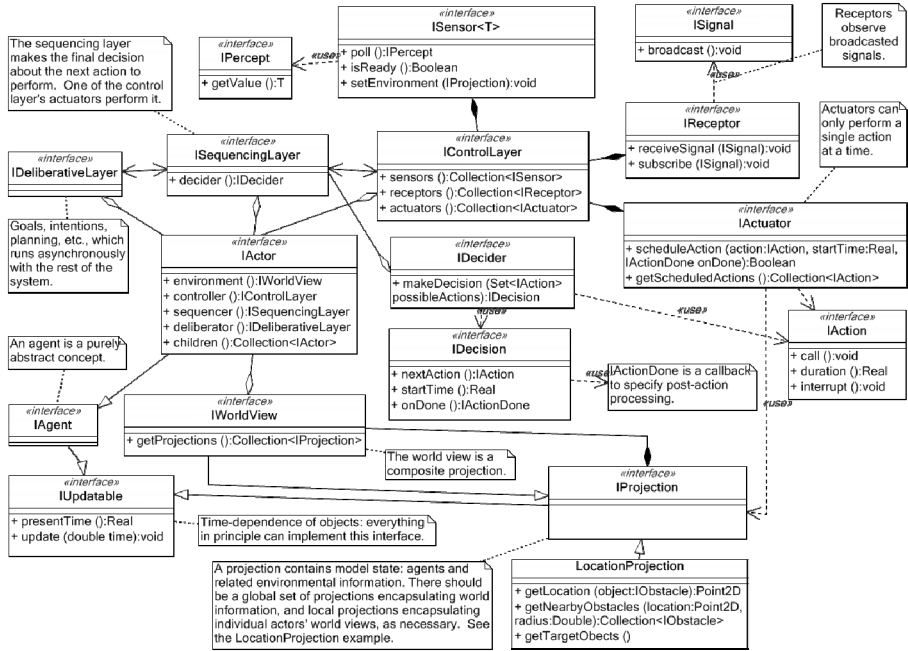 «interface»
ISensor<T>
+ poll ():IPercept
+ isReady ():Boolean
+ setEnvironment (IProjection):void
«interface»
ISignal
+ broadcast ():void
Receptors
observe
broadcasted
signals.
The sequencing layer
makes the final decision
about the next action to
perform.  One of the control
layer's actuators perform it.
«interface»
IPercept
+ getValue ():T
«use»
«use»
«interface»
IReceptor
+ receiveSignal (ISignal):void
+ subscribe (ISignal):void
Actuators can
only perform a
single action
at a time.
«interface»
IDeliberativeLayer
«interface»
ISequencingLayer
+ decider ():IDecider
«interface»
IControlLayer
+ sensors ():Collection<ISensor>
+ receptors ():Collection<IReceptor>
+ actuators ():Collection<IActuator>
«interface»
IActuator
+ scheduleAction (action:IAction, startTime:Real,
IActionDone onDone):Boolean
+ getScheduledActions ():Collection<IAction>
Goals, intentions,
planning, etc., which
runs asynchronously
with the rest of the
system.
«interface»
IActor
+ environment ():IWorldView
+ controller ():IControlLayer
+ sequencer ():ISequencingLayer
+ deliberator ():IDeliberativeLayer
+ children ():Collection<IActor>
«interface»
IDecider
+ makeDecision (Set<IAction>
possibleActions):IDecision
«use»
«use»
«use»
«interface»
IAction
+ call ():void
+ duration ():Real
+ interrupt ():void
An agent is a purely
abstract concept.
«interface»
IDecision
+ nextAction ():IAction
+ startTime ():Real
+ onDone ():IActionDone
«use»
IActionDone is a callback
to specify post-action
processing.
«use»
«interface»
IAgent
«interface»
IWorldView
+ getProjections ():Collection<IProjection>
The world view is a
composite projection.
«interface»
IUpdatable
+ presentTime ():Real
+ update (double time):void
«interface»
IProjection
Time-dependence of objects: everything
in principle can implement this interface.
A projection contains model state: agents and
related environmental information. There should
be a global set of projections encapsulating world
information, and local projections encapsulating
individual actors' world views, as necessary.  See
the LocationProjection example.
LocationProjection
+ getLocation (object:IObstacle):Point2D
+ getNearbyObstacles (location:Point2D,
radius:Double):Collection<IObstacle>
+ getTargetObects ()